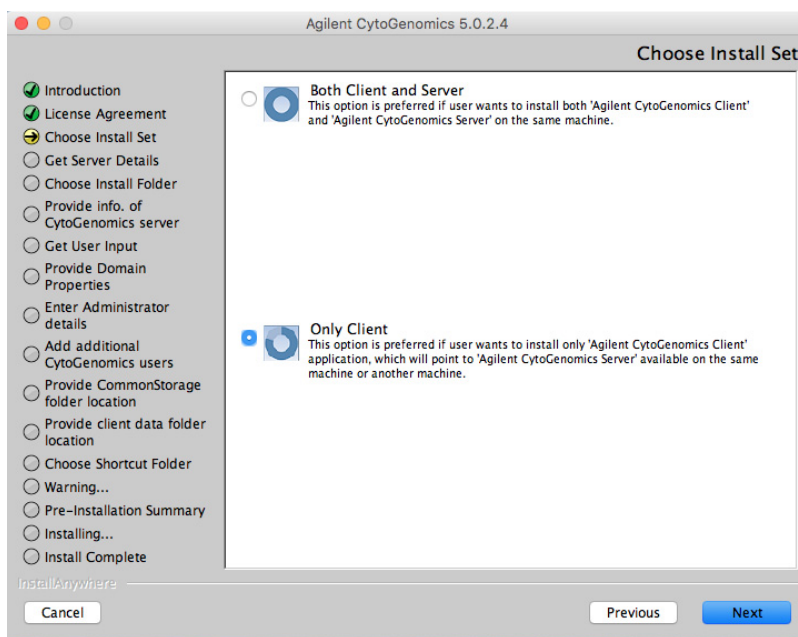 Agilent CytoGenomics 5.0.2.4
Choose Install Set
Introduction
License Agreement
Choose Install Set
Get Server Details
Choose Install Folder
Provide info. of
CytoGenomics server
Get User Input
Provide Domain
Properties
Enter Administrator
details
Add additional
CytoGenomics users
Provide CommonStorage
folder location
Provide client data folder
location
Choose Shortcut Folder
Warning...
Pre-Installation Summary
Installing...
Install Complete
Both Client and Server
This option is preferred if user wants to install both 'Agilent CytoGenomics Client'
and 'Agilent CytoGenomics Server' on the same machine.
Only Client
This option is preferred if user wants to install only 'Agilent CytoGenomics Client'
application, which will point to 'Agilent CytoGenomics Server' available on the same
machine or another machine.
InstallAnywhere
Cancel
Previous
Next